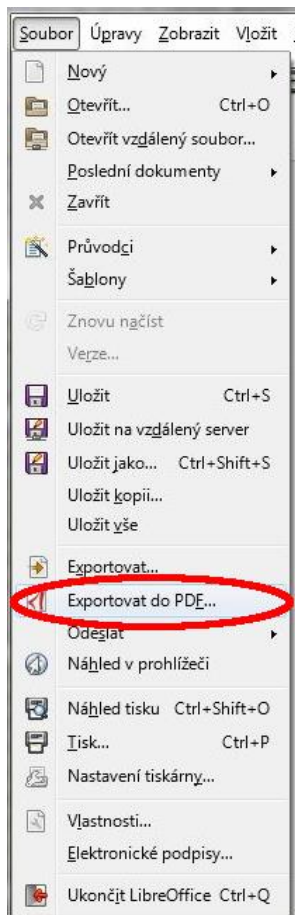 Soubor Úpravy Zobrazit Vložit
Nový
Otevřít... Ctrl+O
Otevřít vzdálený soubor...
Poslední dokumenty
Zavřít
Průvodci
Šablony
Znovu načíst
Verze...
Uložit Ctrl+S
Uložit na vzdálený server
Uložit jako... Ctrl+Shift+S
Uložit kopii...
Uložit vše
Exportovat...
Exportovat do PDF...
Odeslat
Náhled v prohlížeči
Náhled tisku Ctrl+Shift+O
Tisk... Ctrl+P
Nastavení tiskárny...
Vlastnosti...
Elektronické podpisy...
Ukončit LibreOffice Ctrl+Q